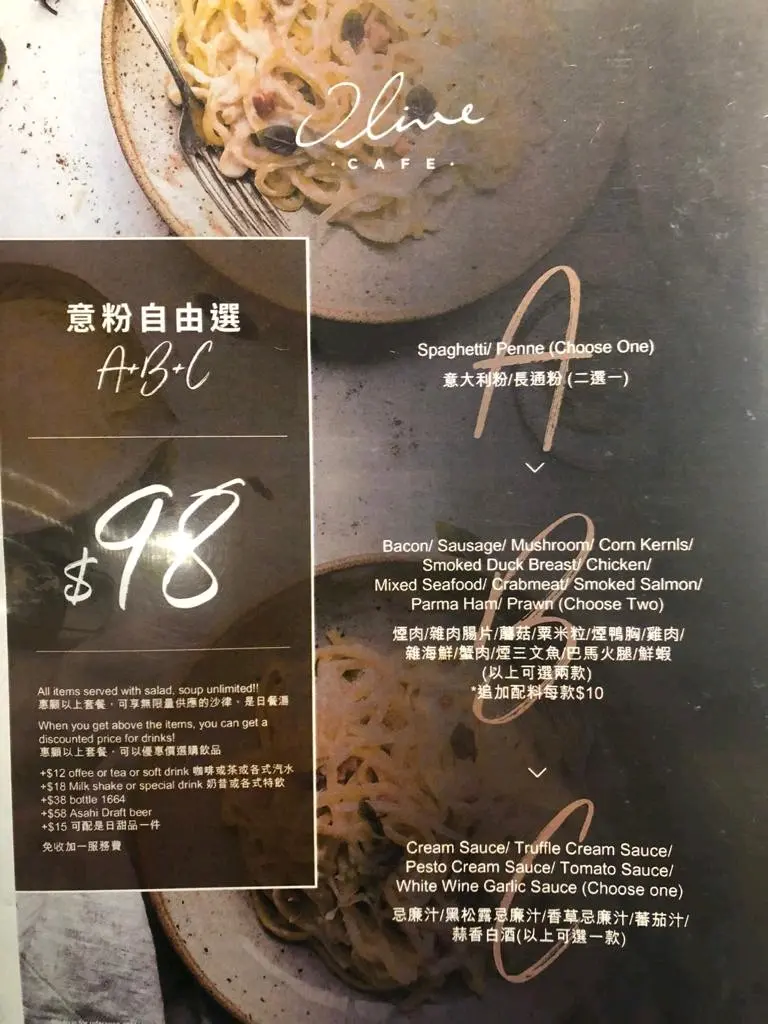 Olive
·CAFE·
意粉自由選
A+B+C
$98
All items served with salad, soup unlimited!!
惠顧以上套餐，可享無限量供應的沙律，是日餐湯
When you get above the items, you can get a
discounted price for drinks!
惠顧以上套餐，可以優惠價選購飲品
+$12 offee or tea or soft drink 咖啡或茶或各式汽水
+$18 Milk shake or special drink 奶昔或各式特飲
+$38 bottle 1664
+$58 Asahi Draft beer
+$15 可配是日甜品一件
免收加一服務費
A
Spaghetti/ Penne (Choose One)
意大利粉/長通粉 (二選一)
B
Bacon/ Sausage/ Mushroom/ Corn Kernls/
Smoked Duck Breast/ Chicken/
Mixed Seafood/ Crabmeat/ Smoked Salmon/
Parma Ham/ Prawn (Choose Two)
煙肉/雜肉腸片/蘑菇/粟米粒/煙鴨胸/雞肉/
雜海鮮/蟹肉/煙三文魚/巴馬火腿/鮮蝦
(以上可選兩款)
*追加配料每款$10
C
Cream Sauce/ Truffle Cream Sauce/
Pesto Cream Sauce/ Tomato Sauce/
White Wine Garlic Sauce (Choose one)
忌廉汁/黑松露忌廉汁/香草忌廉汁/蕃茄汁/
蒜香白酒(以上可選一款)